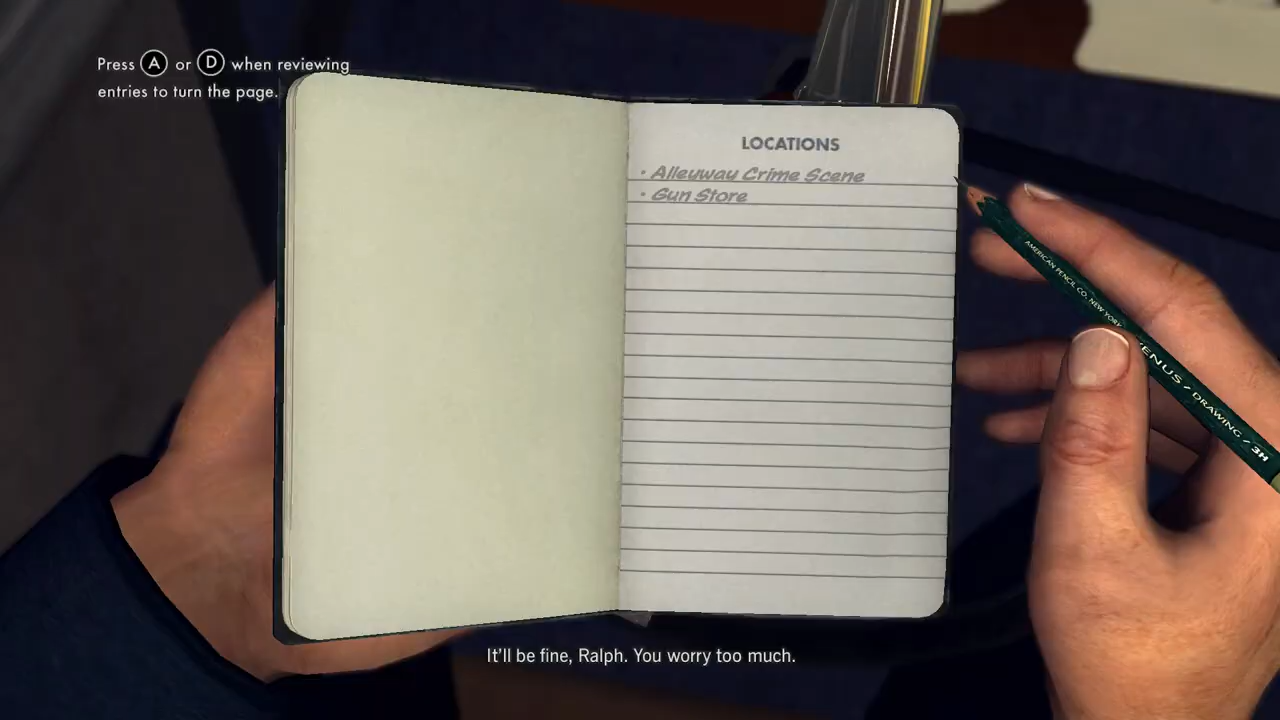 Press A or D when reviewing
entries to turn the page.
LOCATIONS
· Alleyway Crime Scene
· Gun Store
AMERICAN PENCIL CO. NEW YORK
VENUS / DRAWING / 3H
It'll be fine, Ralph. You worry too much.